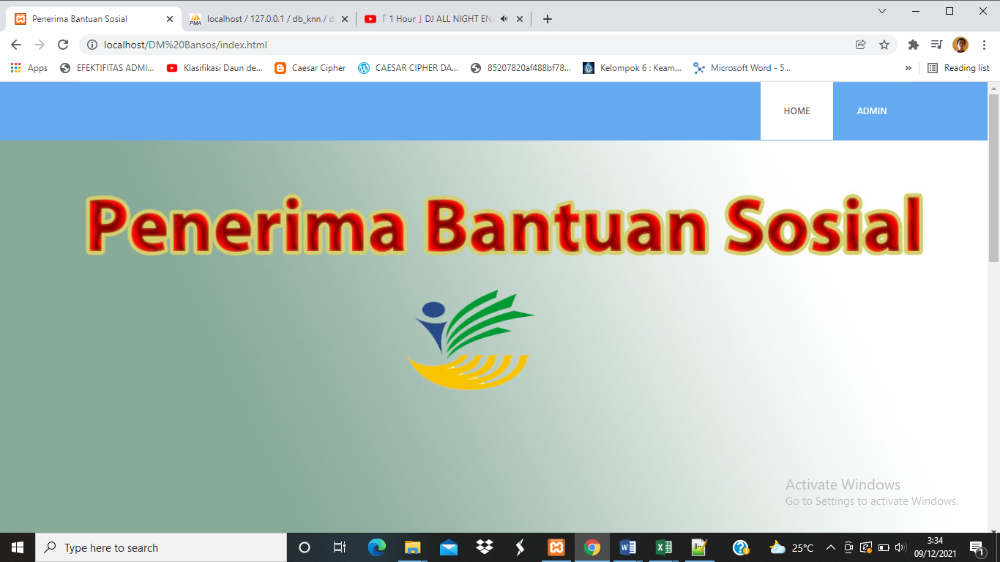 Penerima Bantuan Sosial
localhost / 127.0.0.1 / db_knn / d
「 1 Hour 」DJ ALL NIGHT ENA
localhost/DM%20Bansos/index.html
Apps
EFEKTIFITAS ADMI...
Klasifikasi Daun de...
Caesar Cipher
CAESAR CIPHER DA...
85207820af488bf78...
Kelompok 6 : Keam...
Microsoft Word - 5...
»
Reading list
HOME
ADMIN
Penerima Bantuan Sosial
Activate Windows
Go to Settings to activate Windows.
Type here to search
25°C
3:34
09/12/2021
1